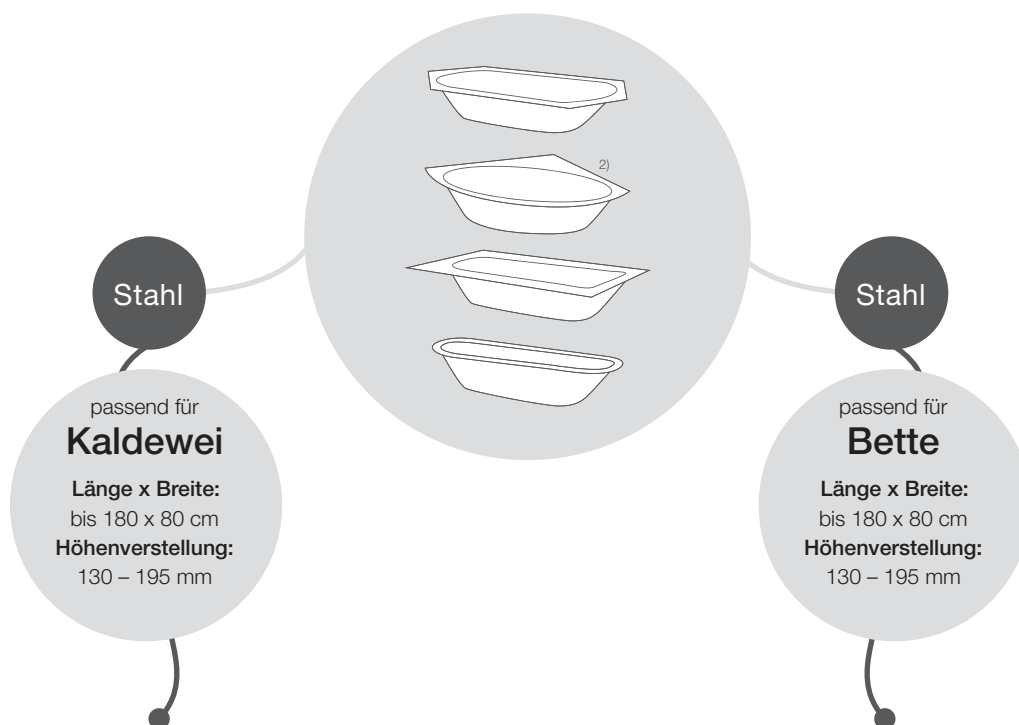 2)
Stahl
passend für
Kaldewei
Länge x Breite:
bis 180 x 80 cm
Höhenverstellung:
130 – 195 mm
Stahl
passend für
Bette
Länge x Breite:
bis 180 x 80 cm
Höhenverstellung:
130 – 195 mm